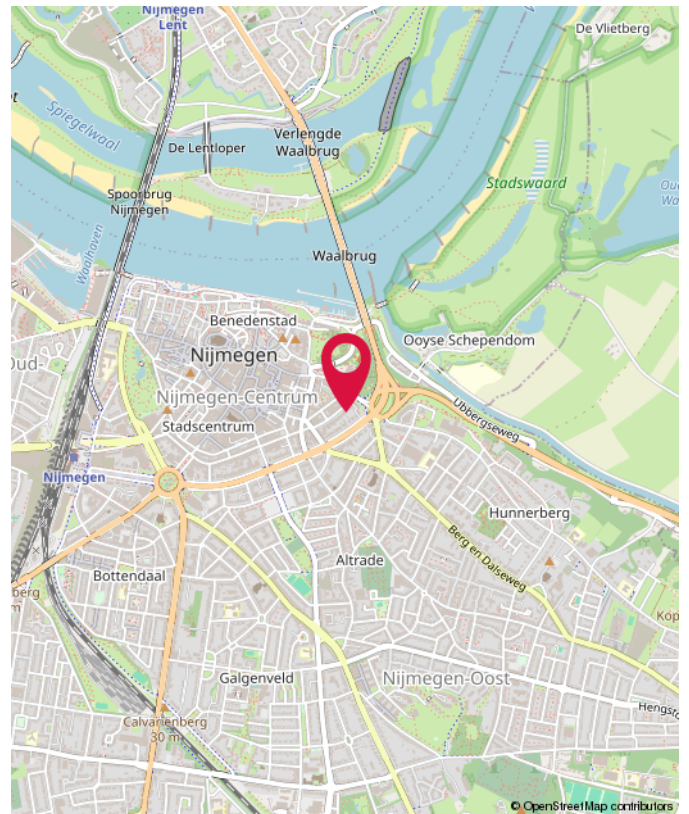 Nijmegen
Lent
De Vlietberg
Spiegelwaal
De Lentloper
Verlengde
Waalbrug
Stadswaard
Spoorbrug
Nijmegen
Waalhaven
Waalbrug
Benedenstad
Ooyse Schependom
Nijmegen
Nijmegen-Centrum
Stadscentrum
Ubbergseweg
Nijmegen
Hunnerberg
Berg en Dalseweg
Altrade
Bottendaal
Galgenveld
Nijmegen-Oost
Calvariënberg
30 m
© OpenStreetMap contributors